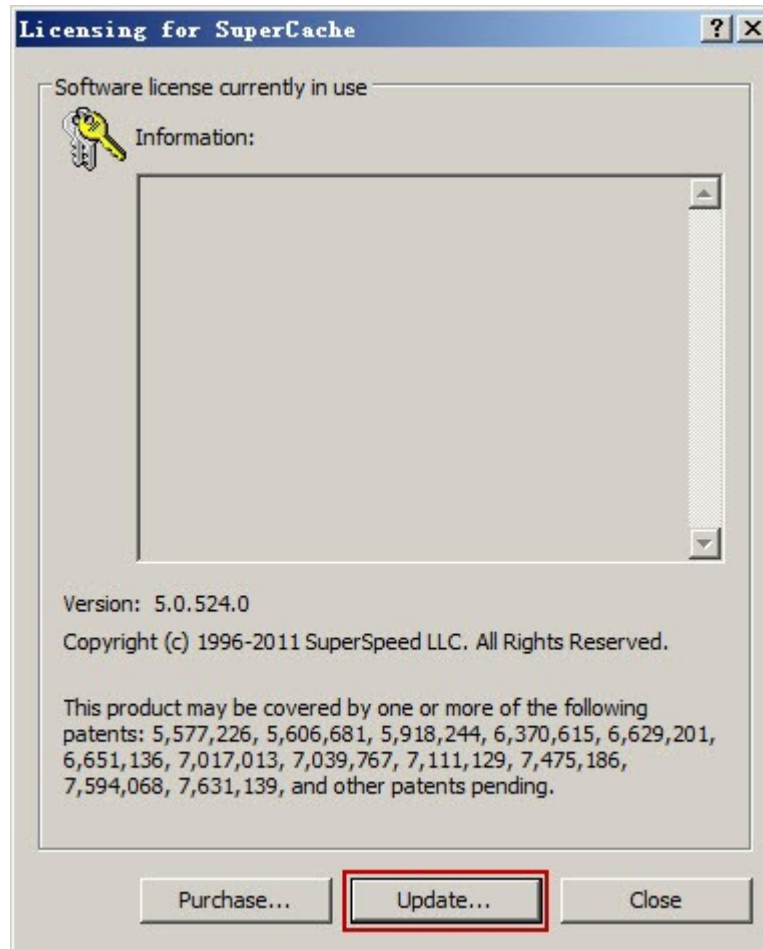 Licensing for SuperCache
Software license currently in use
Information:
Version: 5.0.524.0
Copyright (c) 1996-2011 SuperSpeed LLC. All Rights Reserved.
This product may be covered by one or more of the following
patents: 5,577,226, 5,606,681, 5,918,244, 6,370,615, 6,629,201,
6,651,136, 7,017,013, 7,039,767, 7,111,129, 7,475,186,
7,594,068, 7,631,139, and other patents pending.
Purchase... Update... Close